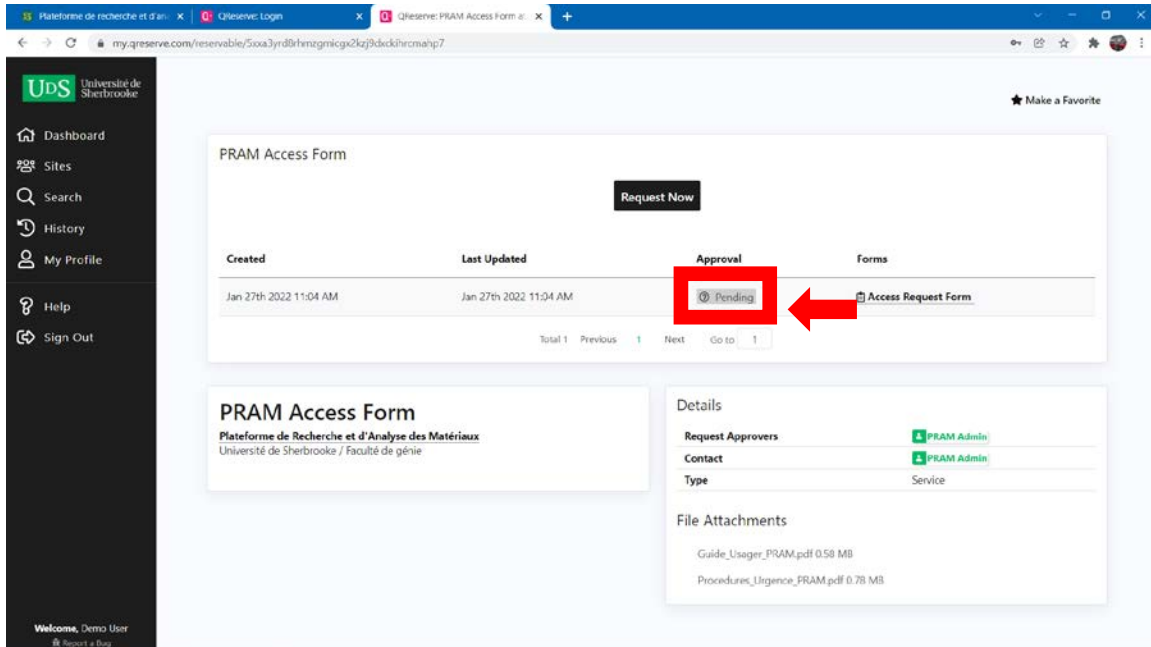 Plateforme de recherche et d'an
QReserve: Login
QReserve: PRAM Access Form a
my.qreserve.com/reservable/
UDS Université de
Sherbrooke
Make a Favorite
Dashboard
Sites
Search
History
My Profile
Help
Sign Out
PRAM Access Form
Request Now
Created Last Updated Approval Forms
Jan 27th 2022 11:04 AM Jan 27th 2022 11:04 AM Pending Access Request Form
Total 1 Previous 1 Next Go to 1
PRAM Access Form
Plateforme de Recherche et d'Analyse des Matériaux
Université de Sherbrooke / Faculté de génie
Details
Request Approvers PRAM Admin
Contact PRAM Admin
Type Service
File Attachments
Guide_Usager_PRAM.pdf 0.58 MB
Procedures_Urgence_PRAM.pdf 0.78 MB
Welcome, Demo User
Report a Bug